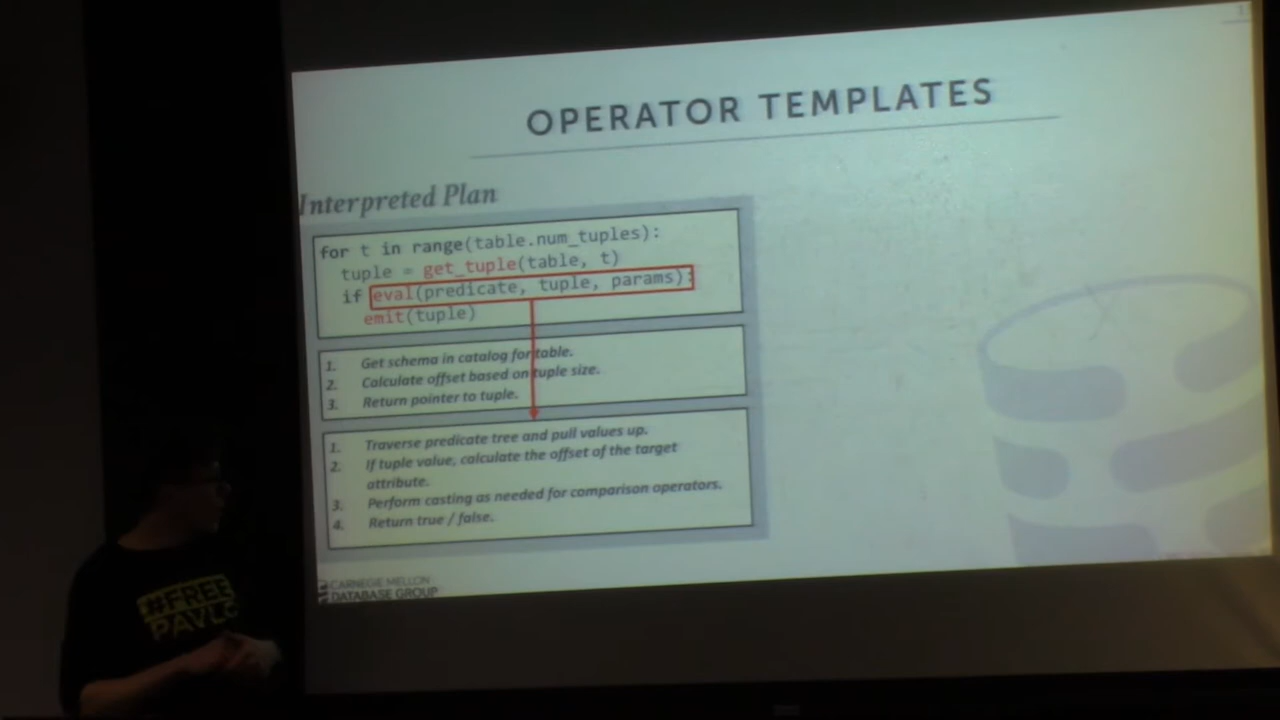 OPERATOR TEMPLATES
Interpreted Plan
for t in range(table.num_tuples):
tuple = get_tuple(table, t)
if eval(predicate, tuple, params):
emit(tuple)
1. Get schema in catalog for table.
2. Calculate offset based on tuple size.
3. Return pointer to tuple.
1. Traverse predicate tree and pull values up.
2. If tuple value, calculate the offset of the target
attribute.
3. Perform casting as needed for comparison operators.
4. Return true / false.
CARNEGIE MELLON
DATABASE GROUP
#FREE
PAVLO